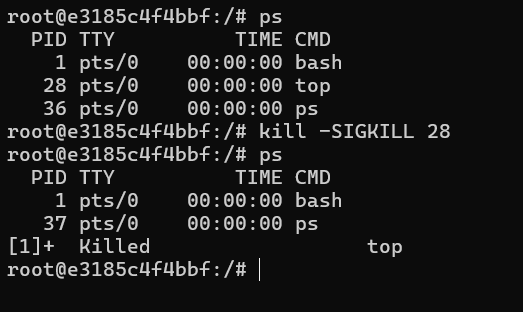 root@e3185c4f4bbf:/# ps
  PID TTY          TIME CMD
    1 pts/0    00:00:00 bash
   28 pts/0    00:00:00 top
   36 pts/0    00:00:00 ps
root@e3185c4f4bbf:/# kill -SIGKILL 28
root@e3185c4f4bbf:/# ps
  PID TTY          TIME CMD
    1 pts/0    00:00:00 bash
   37 pts/0    00:00:00 ps
[1]+  Killed                  top
root@e3185c4f4bbf:/#